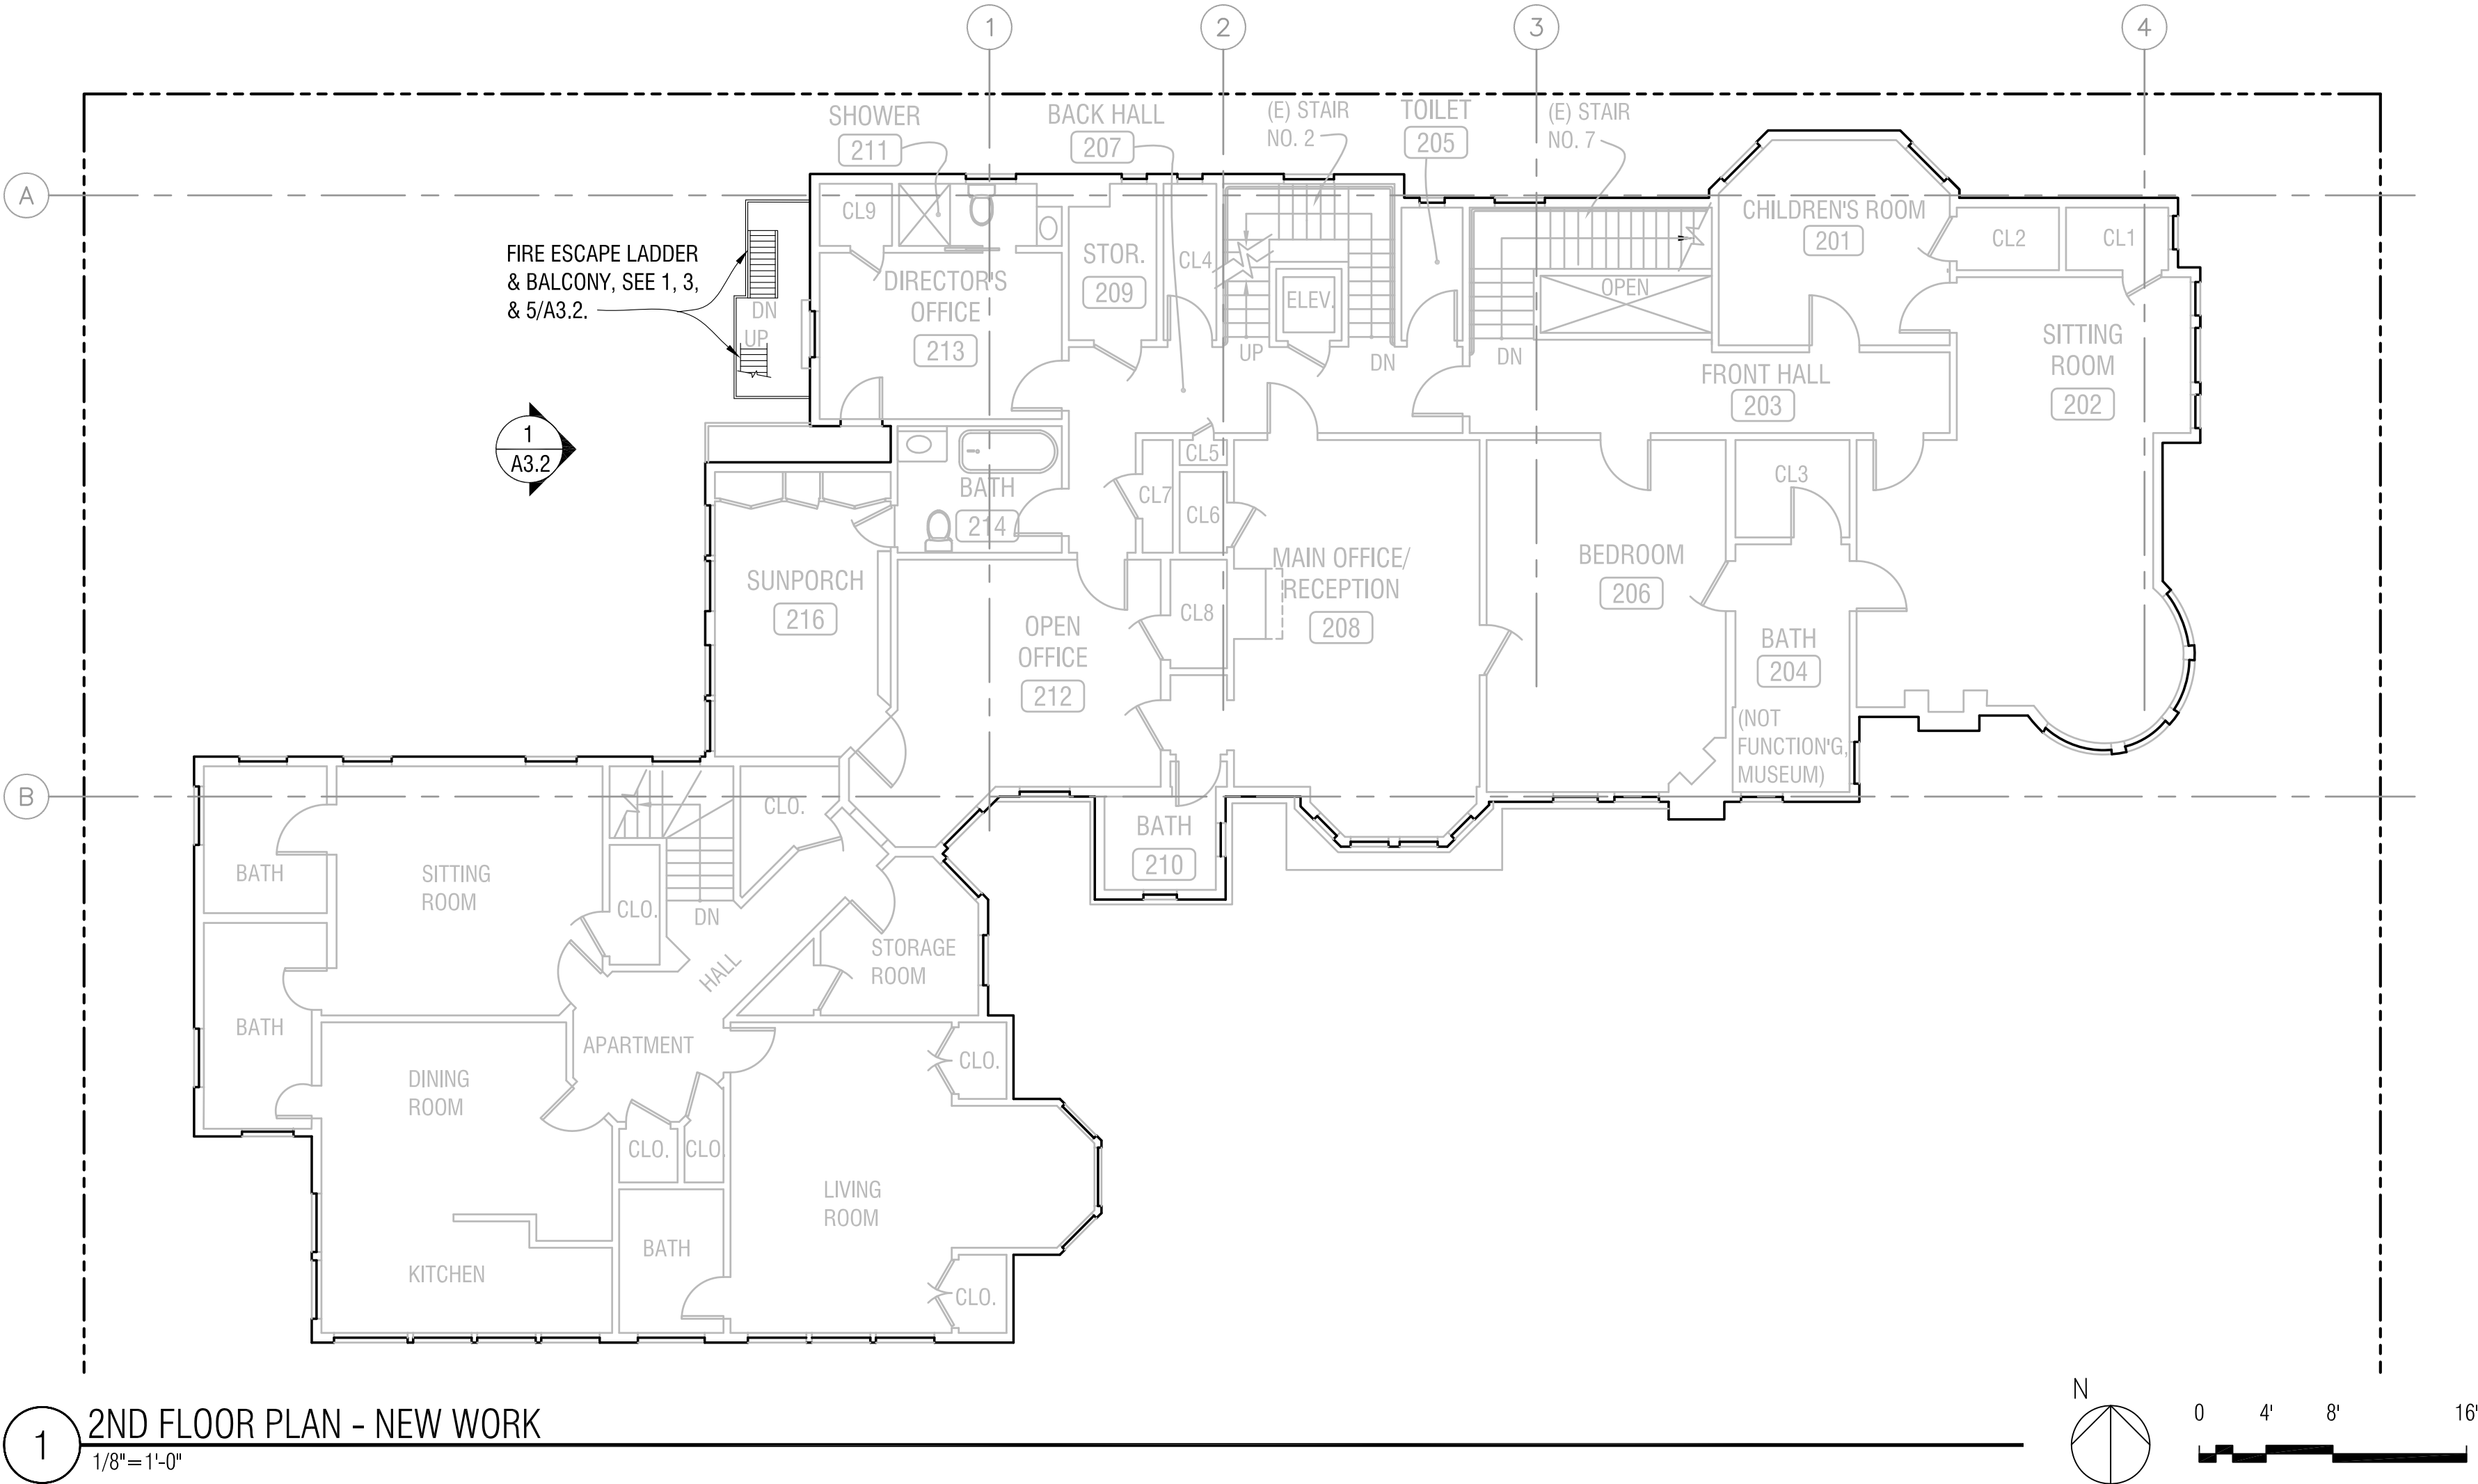 1
2
3
4
A
B
SHOWER
211
BACK HALL
207
(E) STAIR
NO. 2
TOILET
205
(E) STAIR
NO. 7
FIRE ESCAPE LADDER
& BALCONY, SEE 1, 3,
& 5/A3.2.
DN
UP
1
A3.2
CL9
DIRECTOR'S
OFFICE
213
STOR.
209
CL4
UP
ELEV.
DN
DN
OPEN
CHILDREN'S ROOM
201
CL2
CL1
SITTING
ROOM
202
FRONT HALL
203
BATH
214
CL5
CL7
CL6
CL8
CL3
SUNPORCH
216
OPEN
OFFICE
212
MAIN OFFICE/
RECEPTION
208
BEDROOM
206
BATH
204
(NOT
FUNCTION'G,
MUSEUM)
BATH
210
BATH
SITTING
ROOM
CLO.
CLO.
DN
HALL
STORAGE
ROOM
BATH
APARTMENT
DINING
ROOM
CLO.
CLO.
CLO.
LIVING
ROOM
BATH
KITCHEN
CLO.
1
2ND FLOOR PLAN - NEW WORK
1/8"=1'-0"
N
0 4' 8' 16'